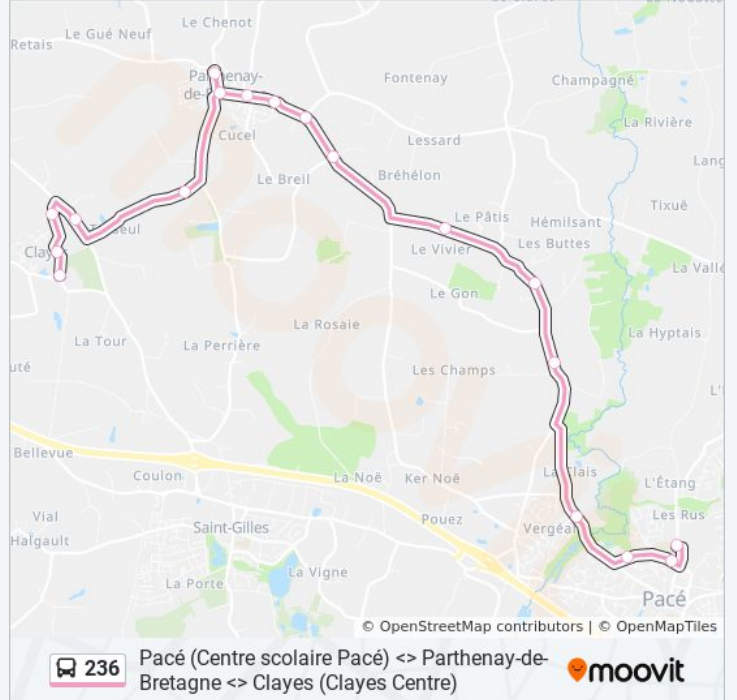 Le Chenot
Le Gué Neuf
Retais
Parthenay-
Fontenay
Champagné
La Rivière
Cucel
Lessard
Lang
Le Breil
Bréhélon
Tixuë
Le Pâtis
Hémilsant
Les Buttes
Clay
Le Vivier
La Vallé
Le Gon
La Rosaie
La Hyptais
La Tour
La Perrière
uté
Les Champs
L'I
Bellevue
Coulon
La Noë
Ker Noë
L'Étang
Vial
Halgault
Pouez
Les Rus
Saint-Gilles
La Vigne
La Porte
Pacé
© OpenStreetMap contributors | © OpenMapTiles
236
Pacé (Centre scolaire Pacé) <> Parthenay-de-
Bretagne <> Clayes (Clayes Centre)
moovit